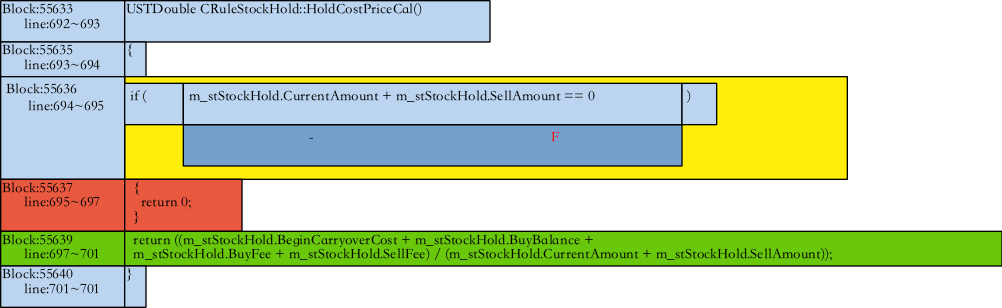 Block:55633 USTDouble CRuleStockHold::HoldCostPriceCal()
line:692~693
Block:55635 {
line:693~694
Block:55636
line:694~695 if ( m_stStockHold.CurrentAmount + m_stStockHold.SellAmount == 0 )
- F
Block:55637 {
line:695~697 return 0;
}
Block:55639 return ((m_stStockHold.BeginCarryoverCost + m_stStockHold.BuyBalance +
line:697~701 m_stStockHold.BuyFee + m_stStockHold.SellFee) / (m_stStockHold.CurrentAmount + m_stStockHold.SellAmount));
Block:55640 }
line:701~701